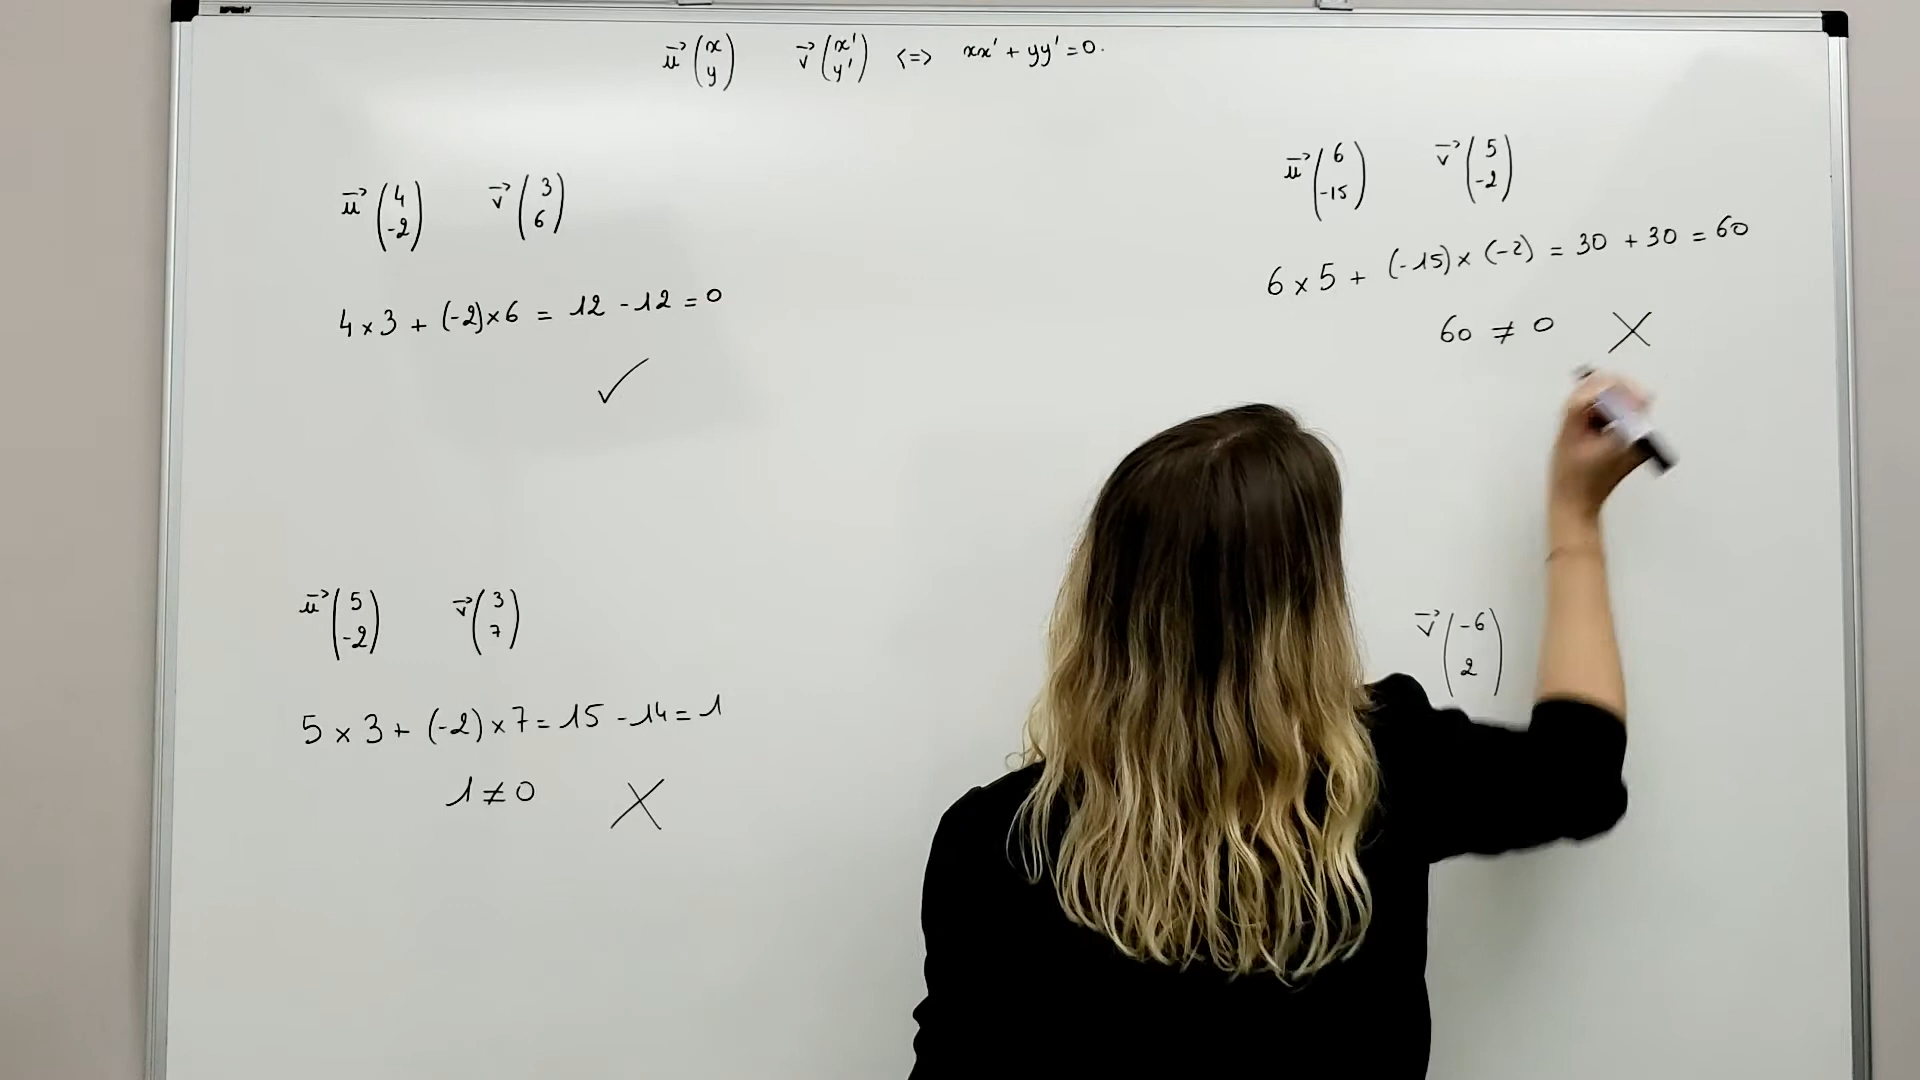 u⃗ (x y) v⃗ (x' y') <=> xx' + yy' = 0.
u⃗ (4 -2) v⃗ (3 6)
4 x 3 + (-2) x 6 = 12 - 12 = 0
✓
u⃗ (6 -15) v⃗ (5 -2)
6 x 5 + (-15) x (-2) = 30 + 30 = 60
60 ≠ 0 X
u⃗ (5 -2) v⃗ (3 7)
5 x 3 + (-2) x 7 = 15 - 14 = 1
1 ≠ 0 X
v⃗ (-6 2)